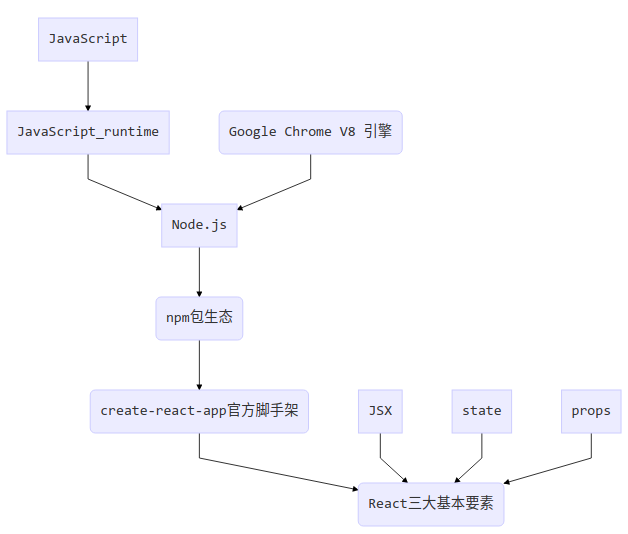 JavaScript
JavaScript_runtime
Google Chrome V8 引擎
Node.js
npm包生态
create-react-app官方脚手架
JSX
state
props
React三大基本要素